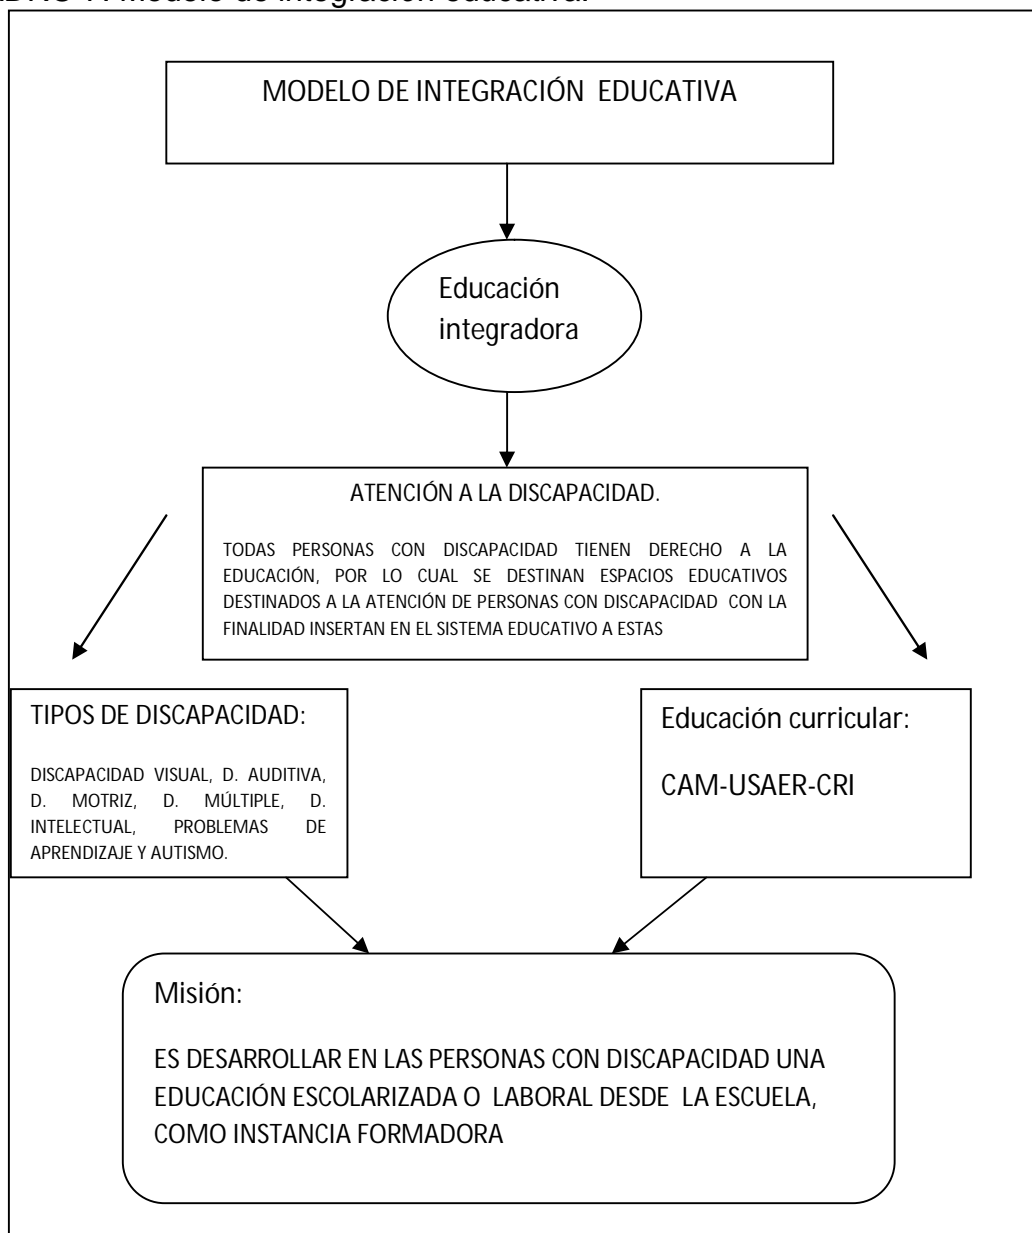 Modelo de integración educativa.
MODELO DE INTEGRACIÓN EDUCATIVA
Educación
integradora
ATENCIÓN A LA DISCAPACIDAD.
TODAS PERSONAS CON DISCAPACIDAD TIENEN DERECHO A LA
EDUCACIÓN, POR LO CUAL SE DESTINAN ESPACIOS EDUCATIVOS
DESTINADOS A LA ATENCIÓN DE PERSONAS CON DISCAPACIDAD CON LA
FINALIDAD INSERTAN EN EL SISTEMA EDUCATIVO A ESTAS
TIPOS DE DISCAPACIDAD:
DISCAPACIDAD VISUAL, D. AUDITIVA,
D. MOTRIZ, D. MÚLTIPLE, D.
INTELECTUAL, PROBLEMAS DE
APRENDIZAJE Y AUTISMO.
Educación curricular:
CAM-USAER-CRI
Misión:
ES DESARROLLAR EN LAS PERSONAS CON DISCAPACIDAD UNA
EDUCACIÓN ESCOLARIZADA O LABORAL DESDE LA ESCUELA,
COMO INSTANCIA FORMADORA